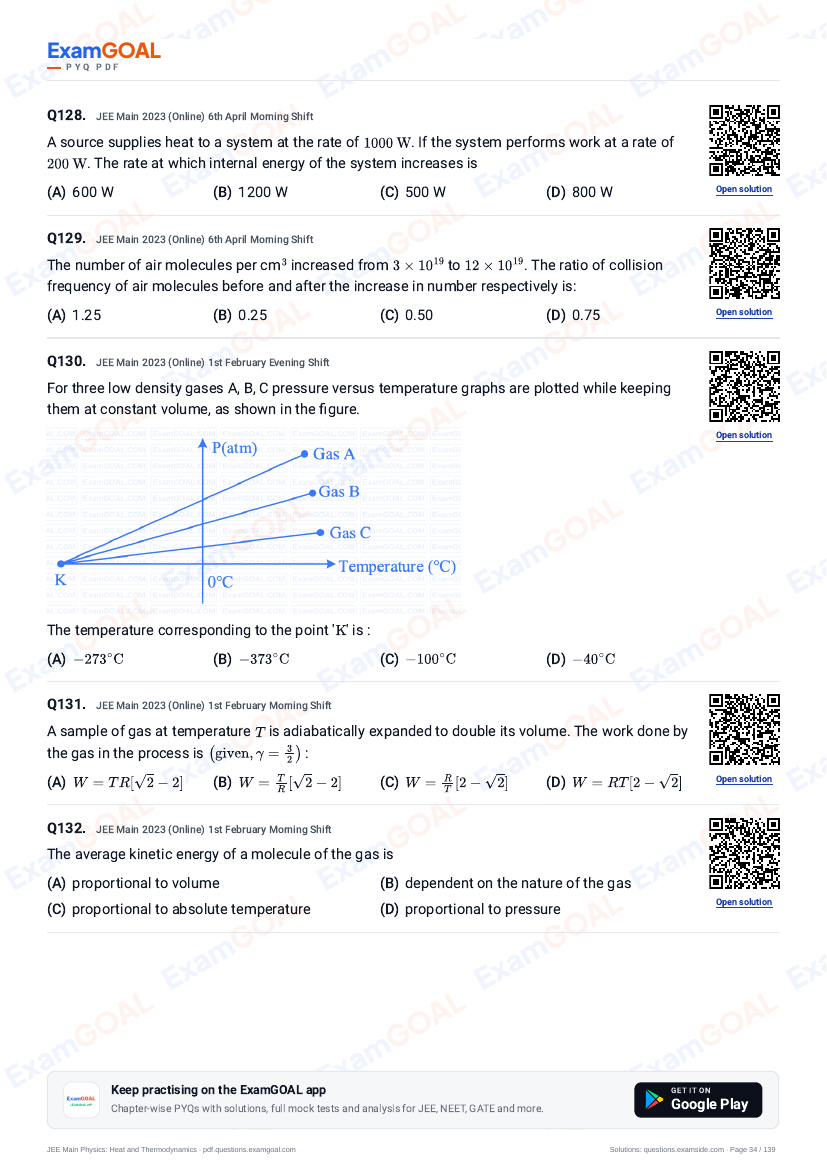 ExamGOAL
PYQ PDF
Q128. JEE Main 2023 (Online) 6th April Morning Shift
A source supplies heat to a system at the rate of 1000 W. If the system performs work at a rate of
200 W. The rate at which internal energy of the system increases is
(A) 600 W (B) 1200 W (C) 500 W (D) 800 W
Open solution
Q129. JEE Main 2023 (Online) 6th April Morning Shift
The number of air molecules per cm³ increased from 3 × 10¹⁹ to 12 × 10¹⁹. The ratio of collision
frequency of air molecules before and after the increase in number respectively is:
(A) 1.25 (B) 0.25 (C) 0.50 (D) 0.75
Open solution
Q130. JEE Main 2023 (Online) 1st February Evening Shift
For three low density gases A, B, C pressure versus temperature graphs are plotted while keeping
them at constant volume, as shown in the figure.
Open solution
P(atm)
Gas A
Gas B
Gas C
Temperature (°C)
K
0°C
The temperature corresponding to the point 'K' is :
(A) −273°C (B) −373°C (C) −100°C (D) −40°C
Q131. JEE Main 2023 (Online) 1st February Morning Shift
A sample of gas at temperature T is adiabatically expanded to double its volume. The work done by
the gas in the process is (given, γ = 3/2) :
(A) W = TR[√2 − 2] (B) W = T/R[√2 − 2] (C) W = R/T[2 − √2] (D) W = RT[2 − √2]
Open solution
Q132. JEE Main 2023 (Online) 1st February Morning Shift
The average kinetic energy of a molecule of the gas is
(A) proportional to volume (B) dependent on the nature of the gas
(C) proportional to absolute temperature (D) proportional to pressure
Open solution
ExamGOAL
Keep practising on the ExamGOAL app
Chapter-wise PYQs with solutions, full mock tests and analysis for JEE, NEET, GATE and more.
GET IT ON
Google Play
JEE Main Physics: Heat and Thermodynamics · pdf.questions.examgoal.com
Solutions: questions.examside.com · Page 34 / 139